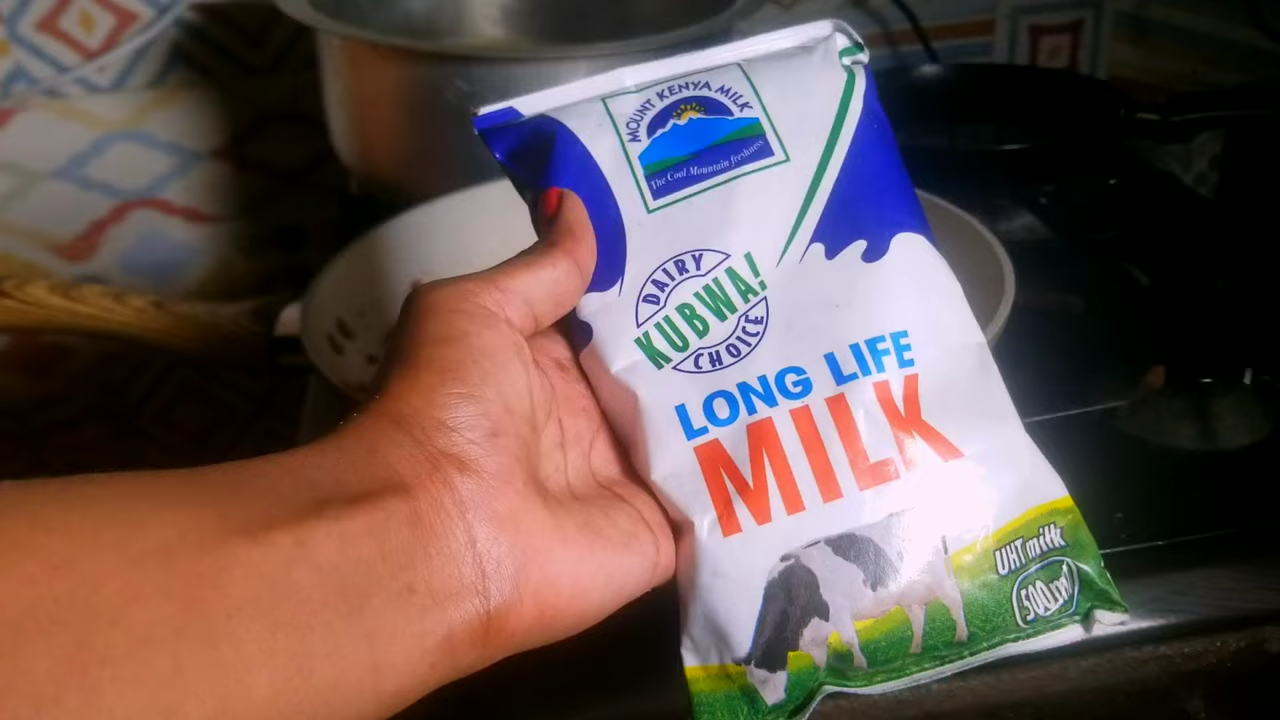 MOUNT KENYA MILK
The Cool Mountain freshness
DAIRY
KUBWA!
CHOICE
LONG LIFE
MILK
UHT milk
500ml